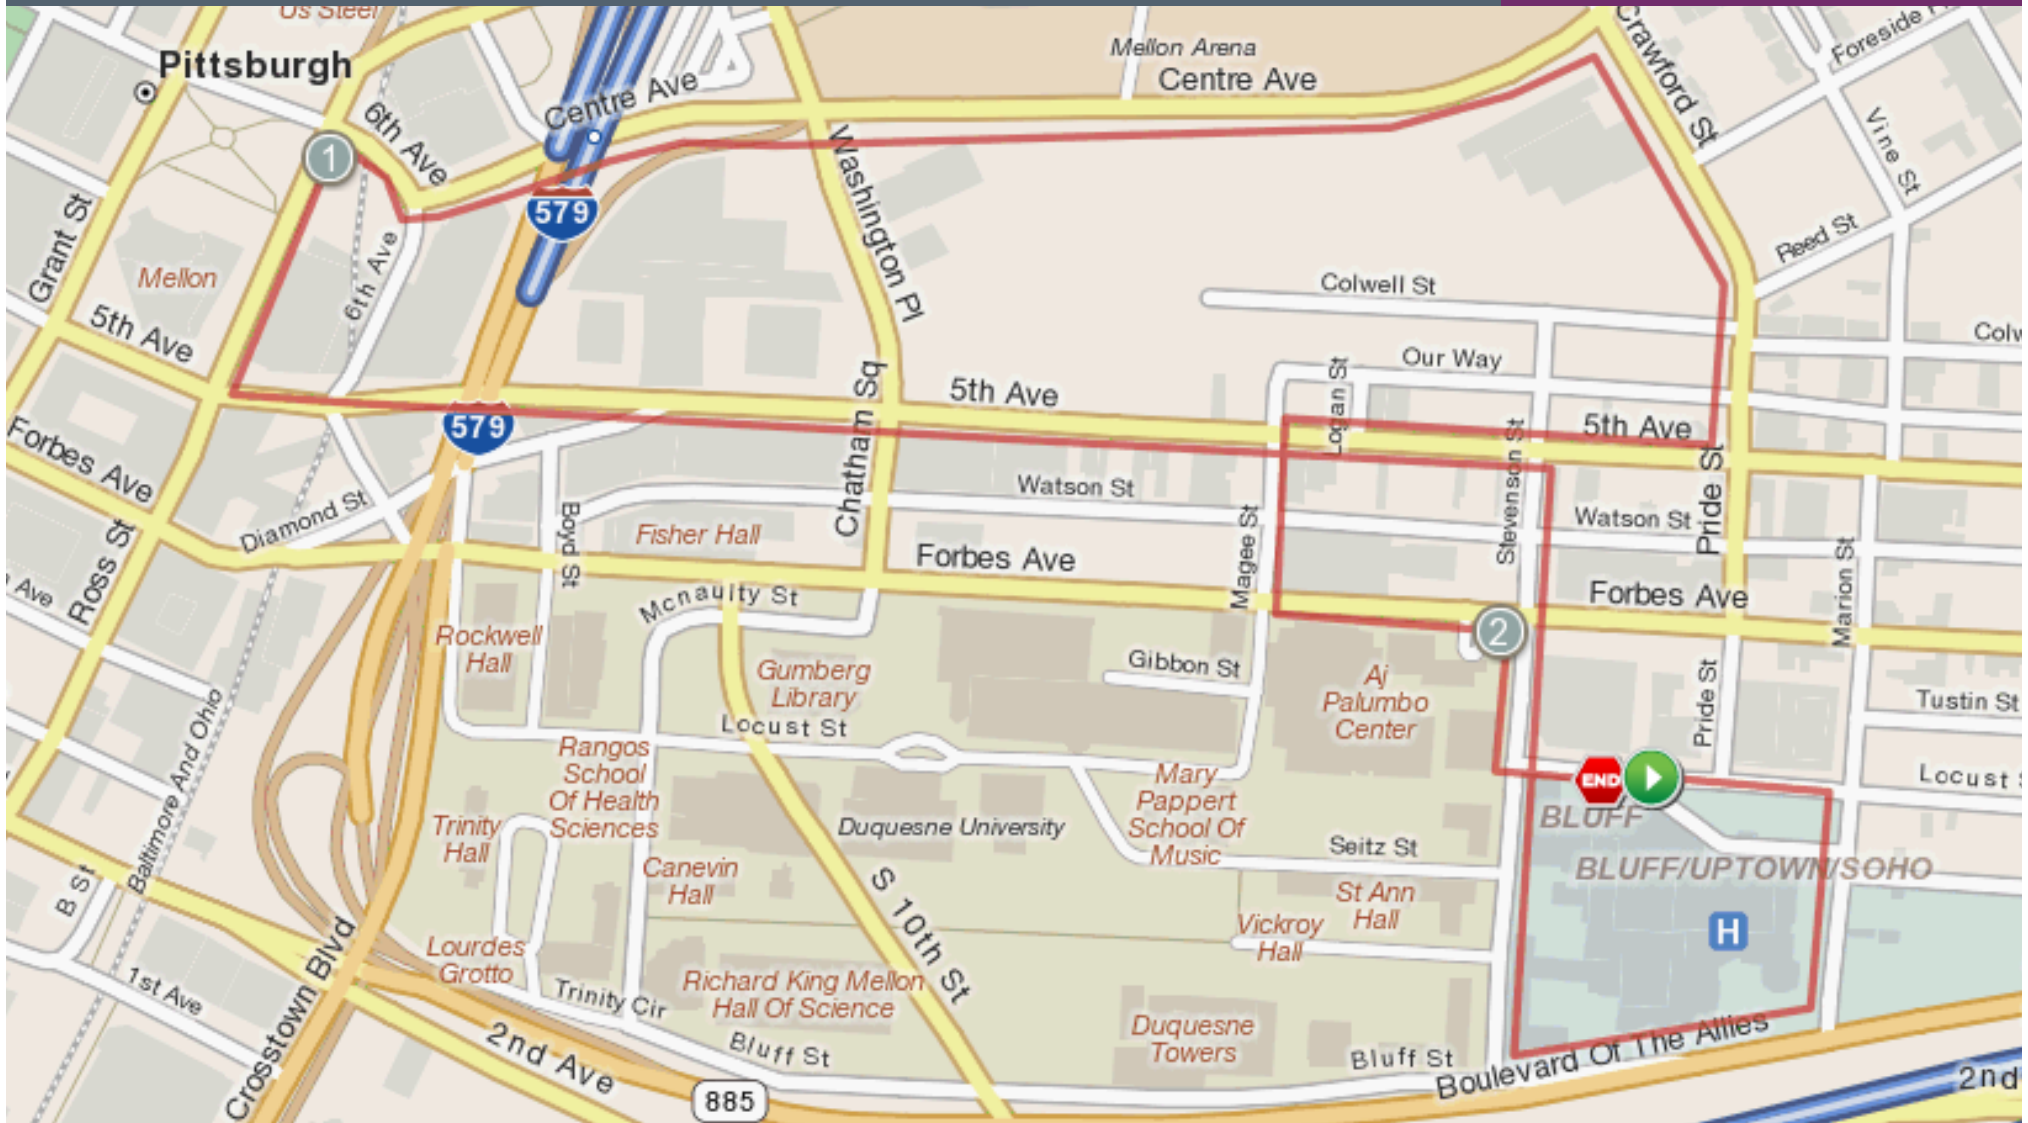 Us Steel
Pittsburgh
Mellon Arena
Centre Ave
Centre Ave
Crawford St
Foreside
6th Ave
1
Vine St
Washington Pl
Grant St
579
Reed St
Mellon
6th Ave
Colwell St
5th Ave
Colw
Our Way
Logan St
Chatham Sq
5th Ave
5th Ave
579
Forbes Ave
Stevenson St
Pride St
Watson St
Watson St
Diamond St
Boyd St
Fisher Hall
Magee St
Forbes Ave
Forbes Ave
Marion St
Ross St
Ave
Mcnaulty St
2
Rockwell
Hall
Gumberg
Library
Gibbon St
Aj
Palumbo
Center
Pride St
Tustin St
Baltimore And Ohio
Locust St
Rangos
School
Of Health
Sciences
Mary
Pappert
School Of
Music
END
Locust
BLUFF
Trinity
Hall
Duquesne University
Seitz St
BLUFF/UPTOWN/SOHO
Canevin
Hall
B St
S 10th St
St Ann
Hall
Vickroy
Hall
H
Crosstown Blvd
Lourdes
Grotto
1st Ave
Trinity Cir
Richard King Mellon
Hall Of Science
2nd Ave
Bluff St
Duquesne
Towers
Bluff St
Boulevard Of The Allies
885
2nd